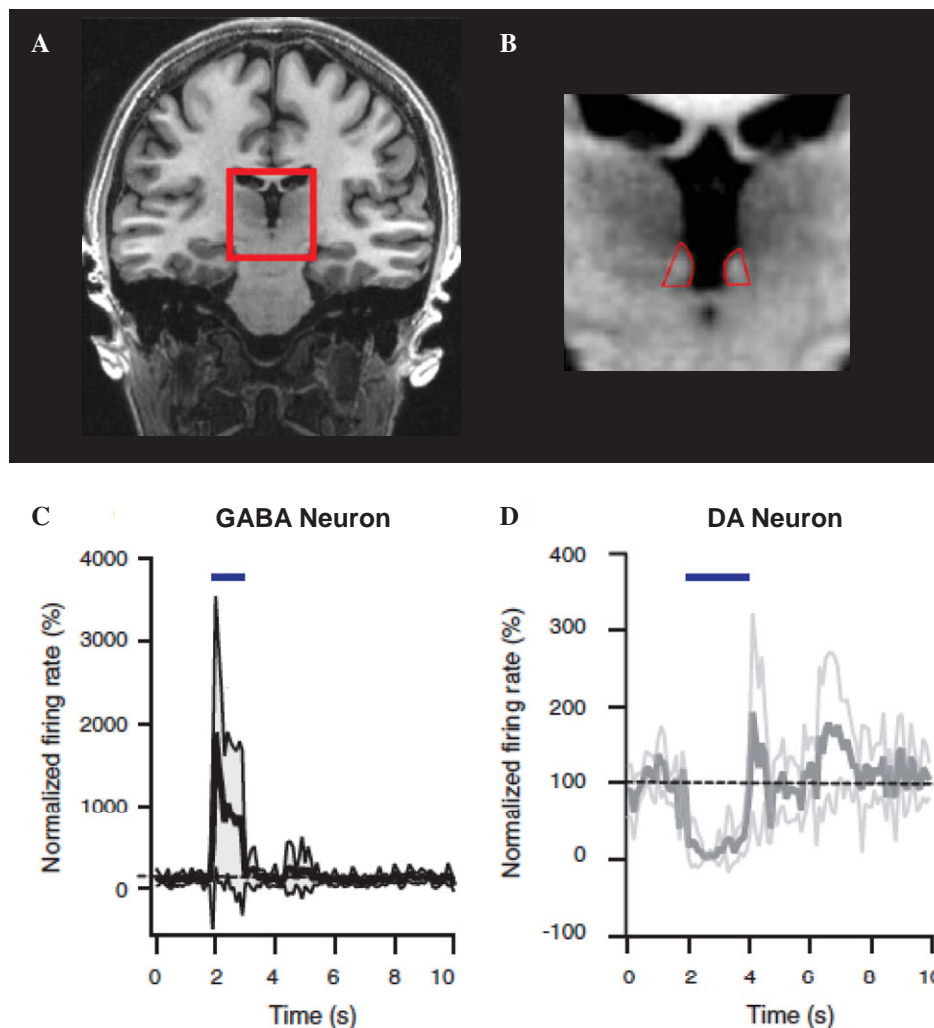 A
B
C
GABA Neuron
D
DA Neuron
4000
3000
2000
1000
0
Normalized firing rate (%)
0 2 4 6 8 10
Time (s)
400
300
200
100
0
-100
Normalized firing rate (%)
0 2 4 6 8 10
Time (s)